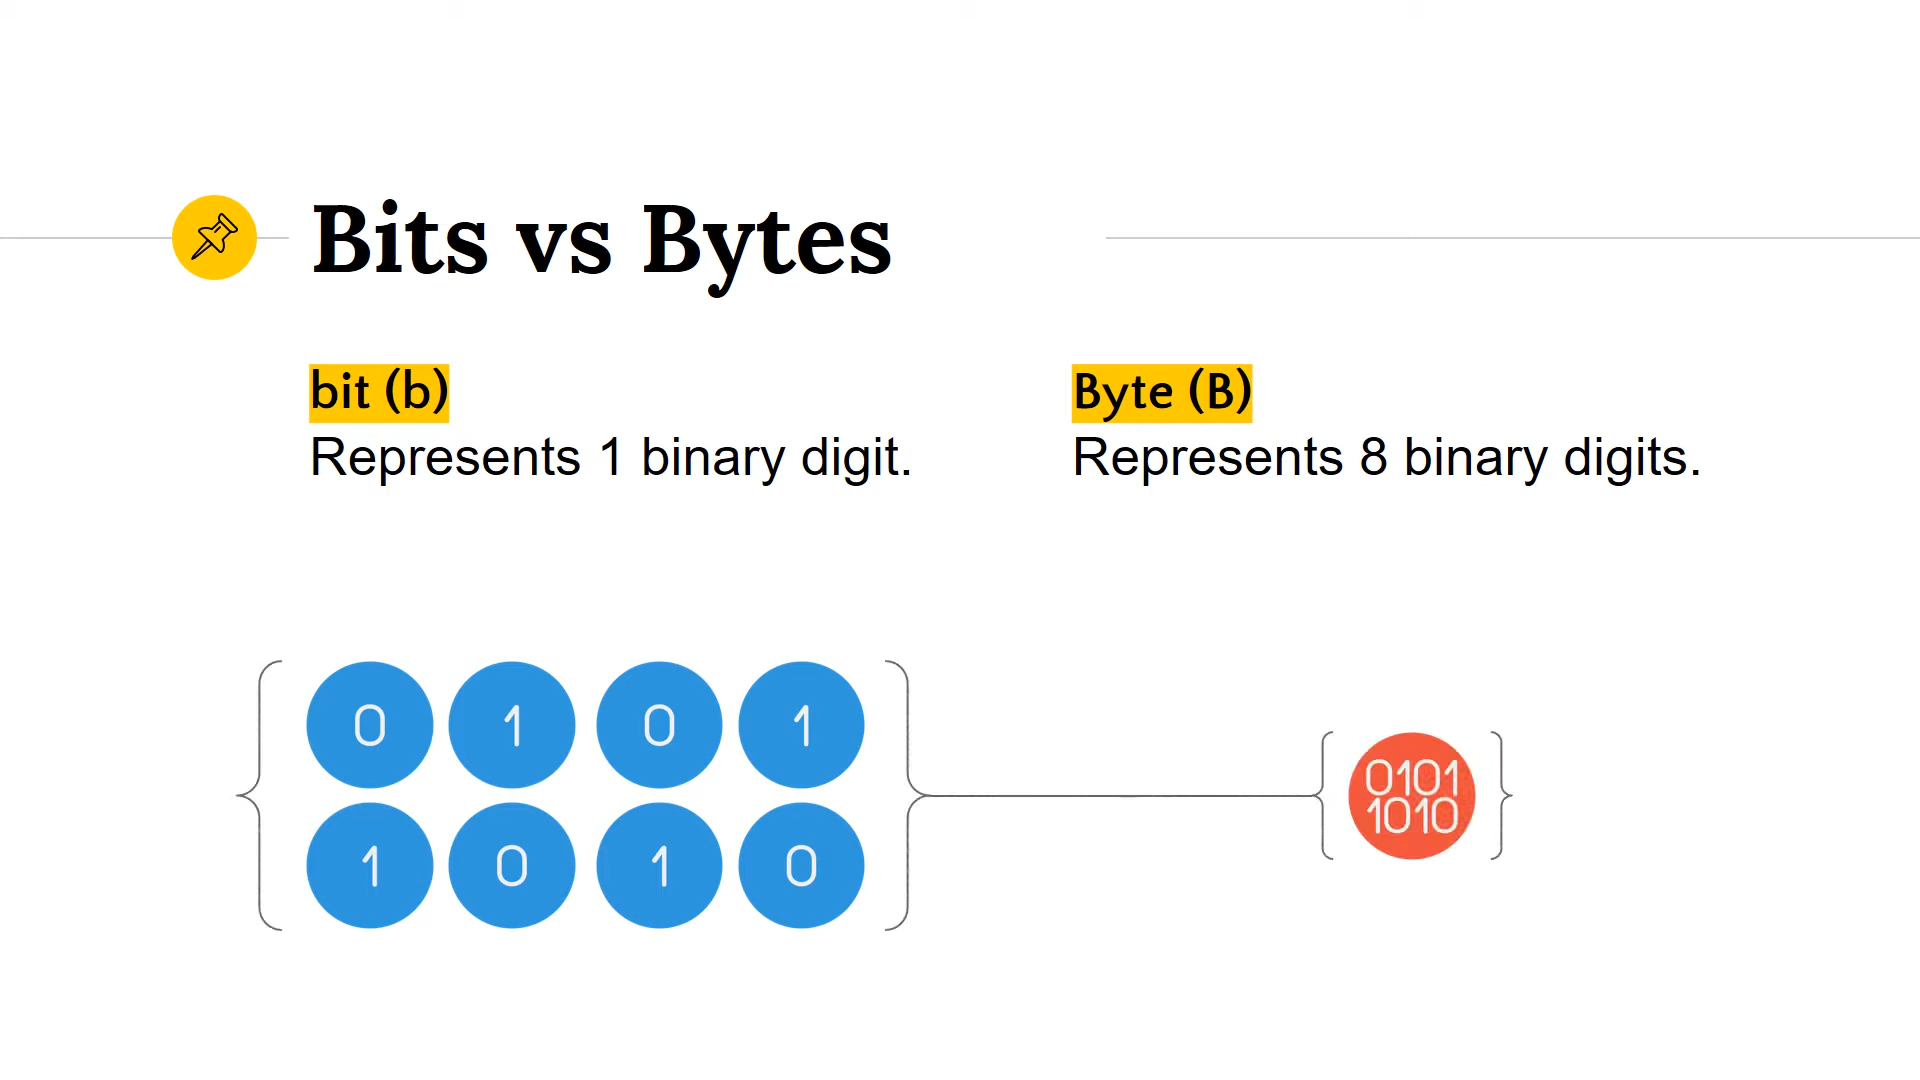 Bits vs Bytes
bit (b)
Represents 1 binary digit.
Byte (B)
Represents 8 binary digits.
0 1 0 1
1 0 1 0
0101
1010